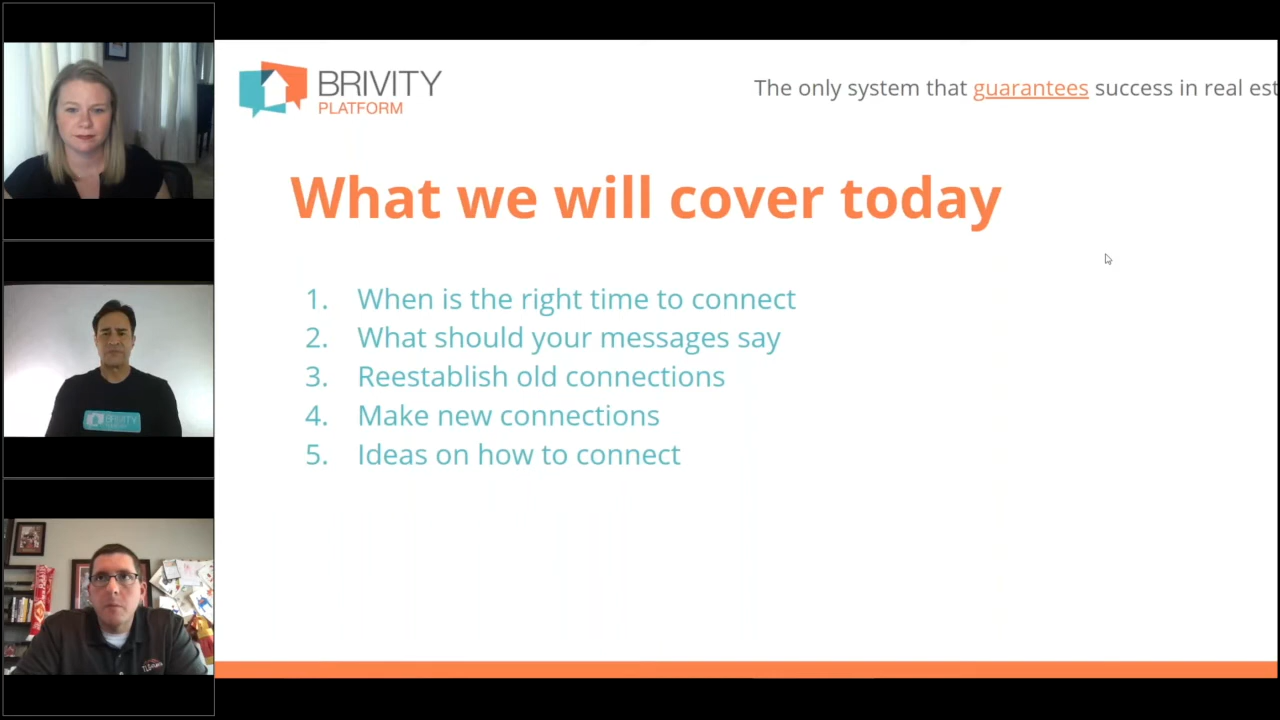 BRIVITY
PLATFORM
The only system that guarantees success in real est
What we will cover today
1. When is the right time to connect
2. What should your messages say
3. Reestablish old connections
4. Make new connections
5. Ideas on how to connect
BRIVITY